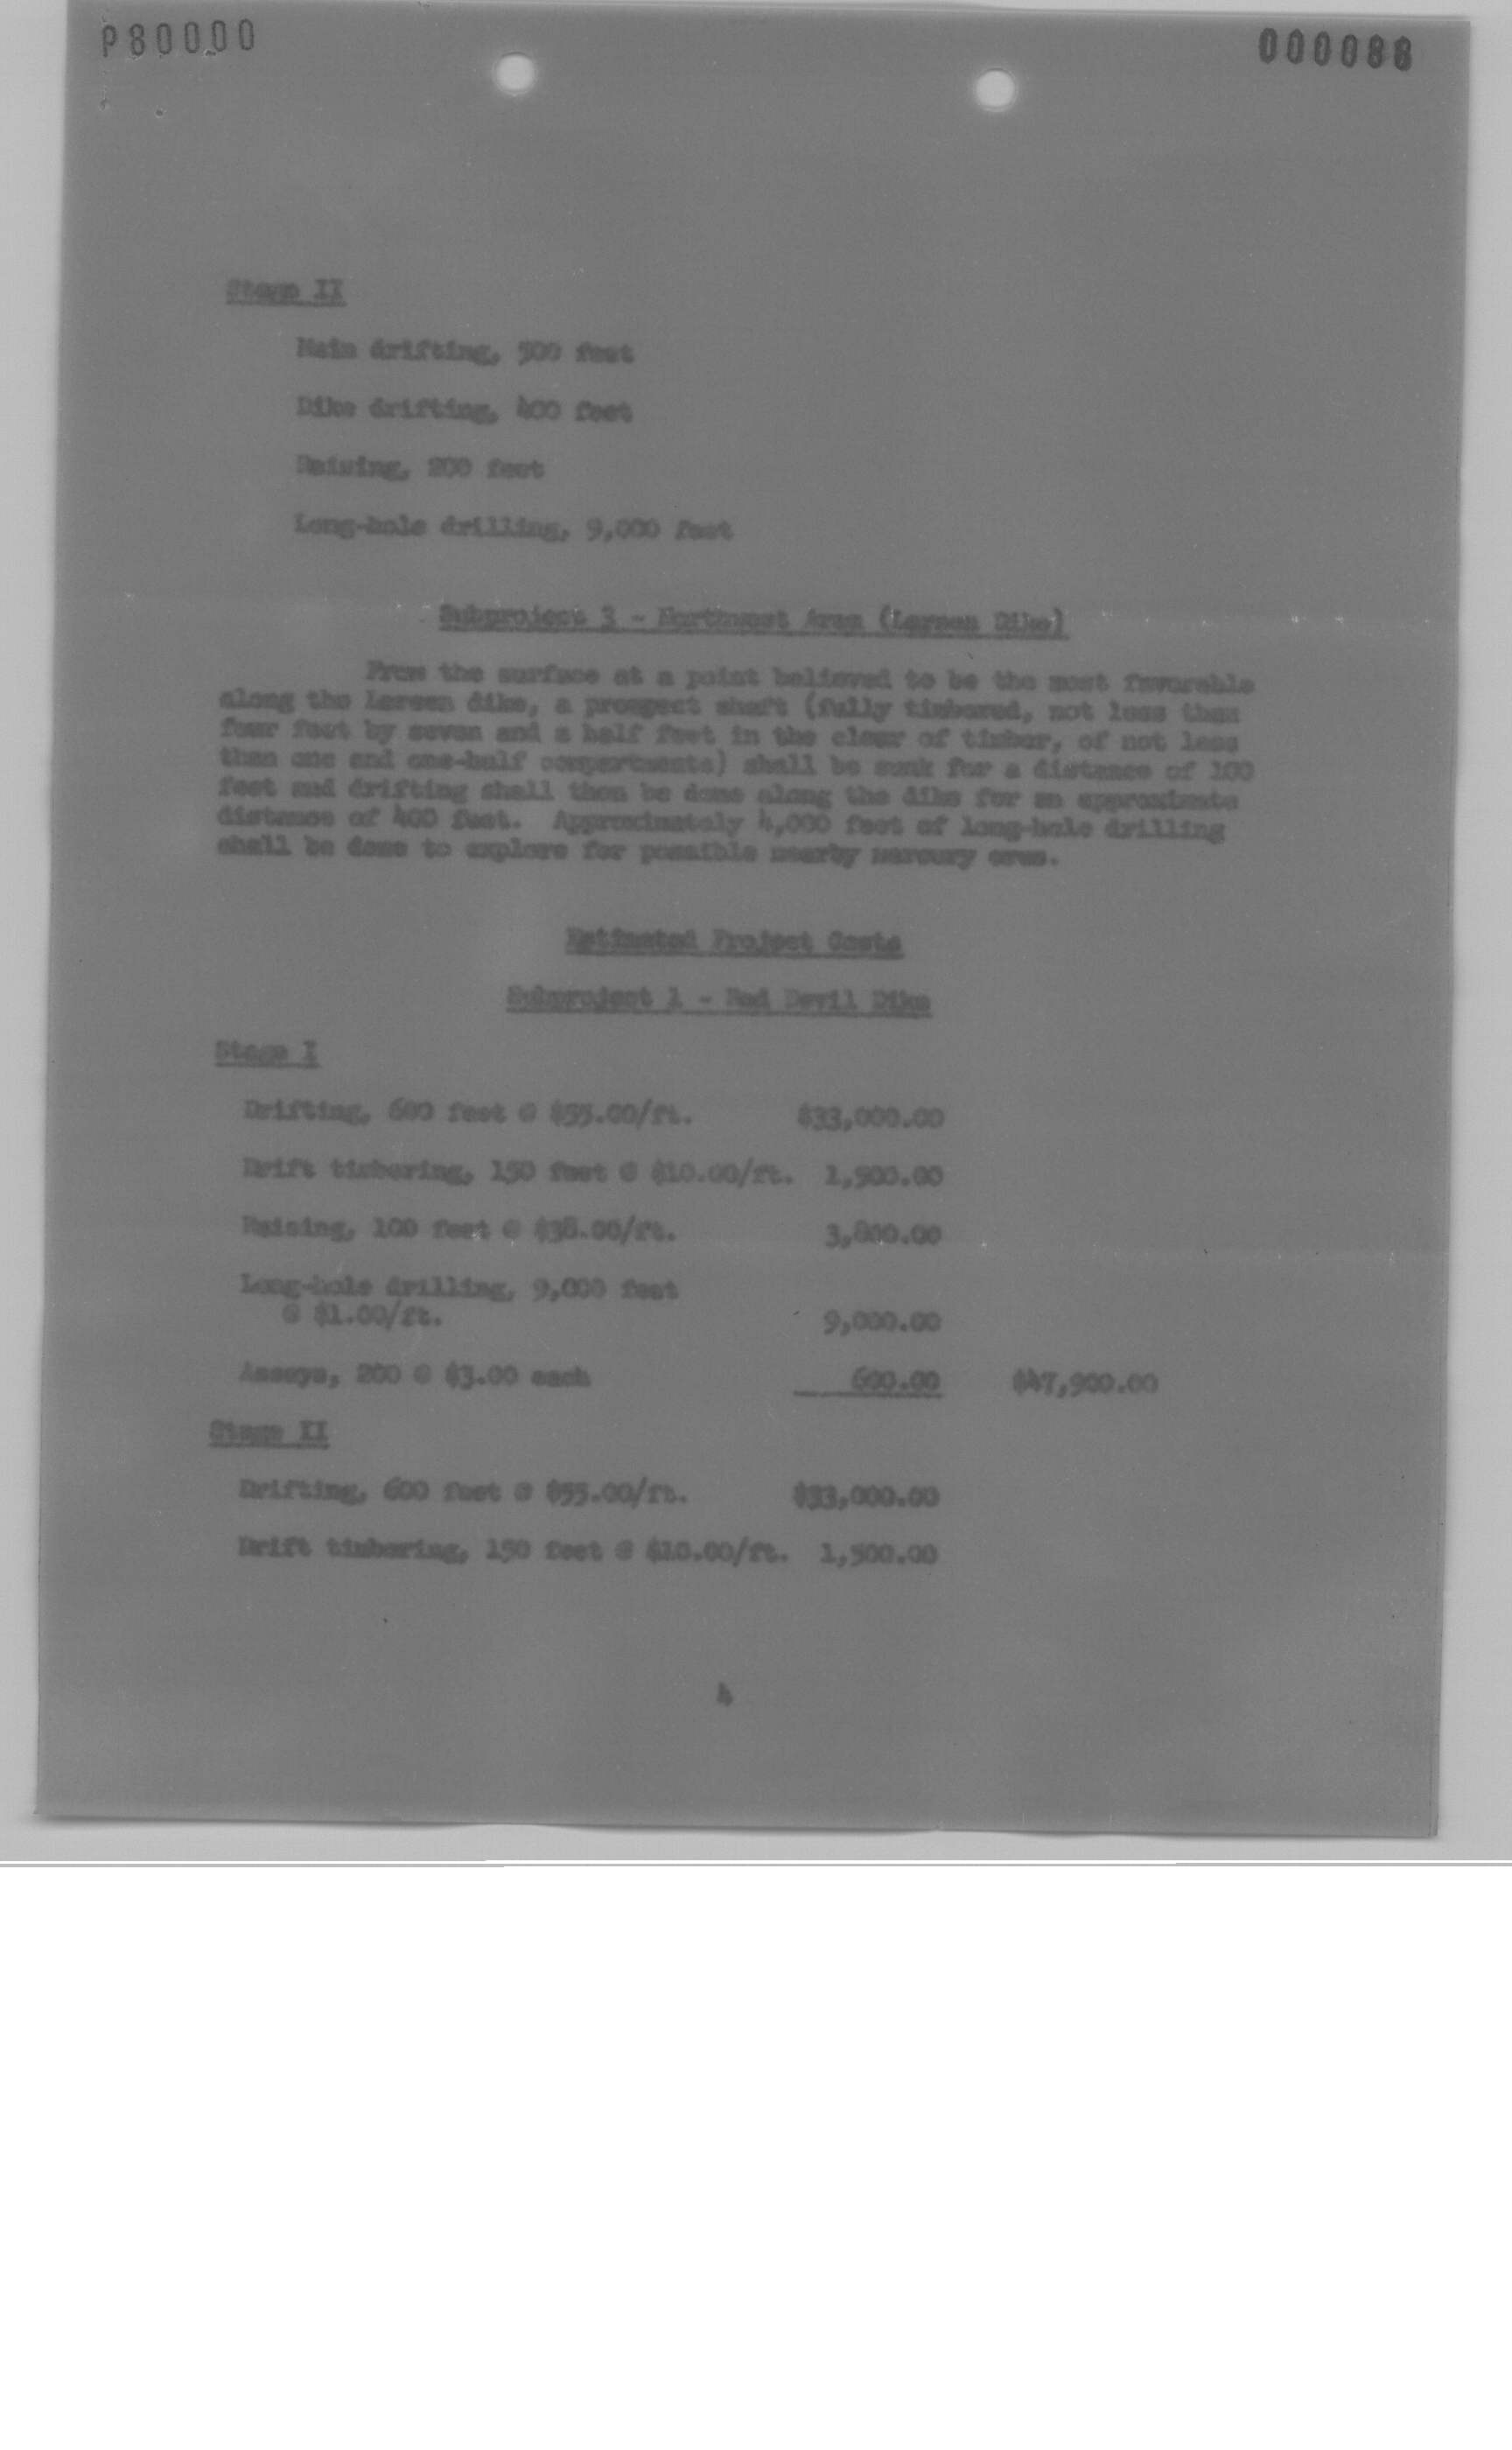 P80000
000088
Stage II
Main drifting, 500 feet
Dike drifting, 400 feet
Raising, 200 feet
Long-hole drilling, 9,000 feet
Subproject 3 - Northwest Area (Larsen Dike)
From the surface at a point believed to be the most favorable
along the Larsen dike, a prospect shaft (fully timbered, not less than
four feet by seven and a half feet in the clear of timber, of not less
than one and one-half compartments) shall be sunk for a distance of 100
feet and drifting shall then be done along the dike for an approximate
distance of 400 feet. Approximately 4,000 feet of long-hole drilling
shall be done to explore for possible nearby mercury ores.
Estimated Project Costs
Subproject 1 - Red Devil Dike
Stage I
Drifting, 600 feet @ $55.00/ft. $33,000.00
Drift timbering, 150 feet @ $10.00/ft. 1,500.00
Raising, 100 feet @ $38.00/ft. 3,800.00
Long-hole drilling, 9,000 feet
@ $1.00/ft. 9,000.00
Assays, 200 @ $3.00 each 600.00 $47,900.00
Stage II
Drifting, 600 feet @ $55.00/ft. $33,000.00
Drift timbering, 150 feet @ $10.00/ft. 1,500.00
4